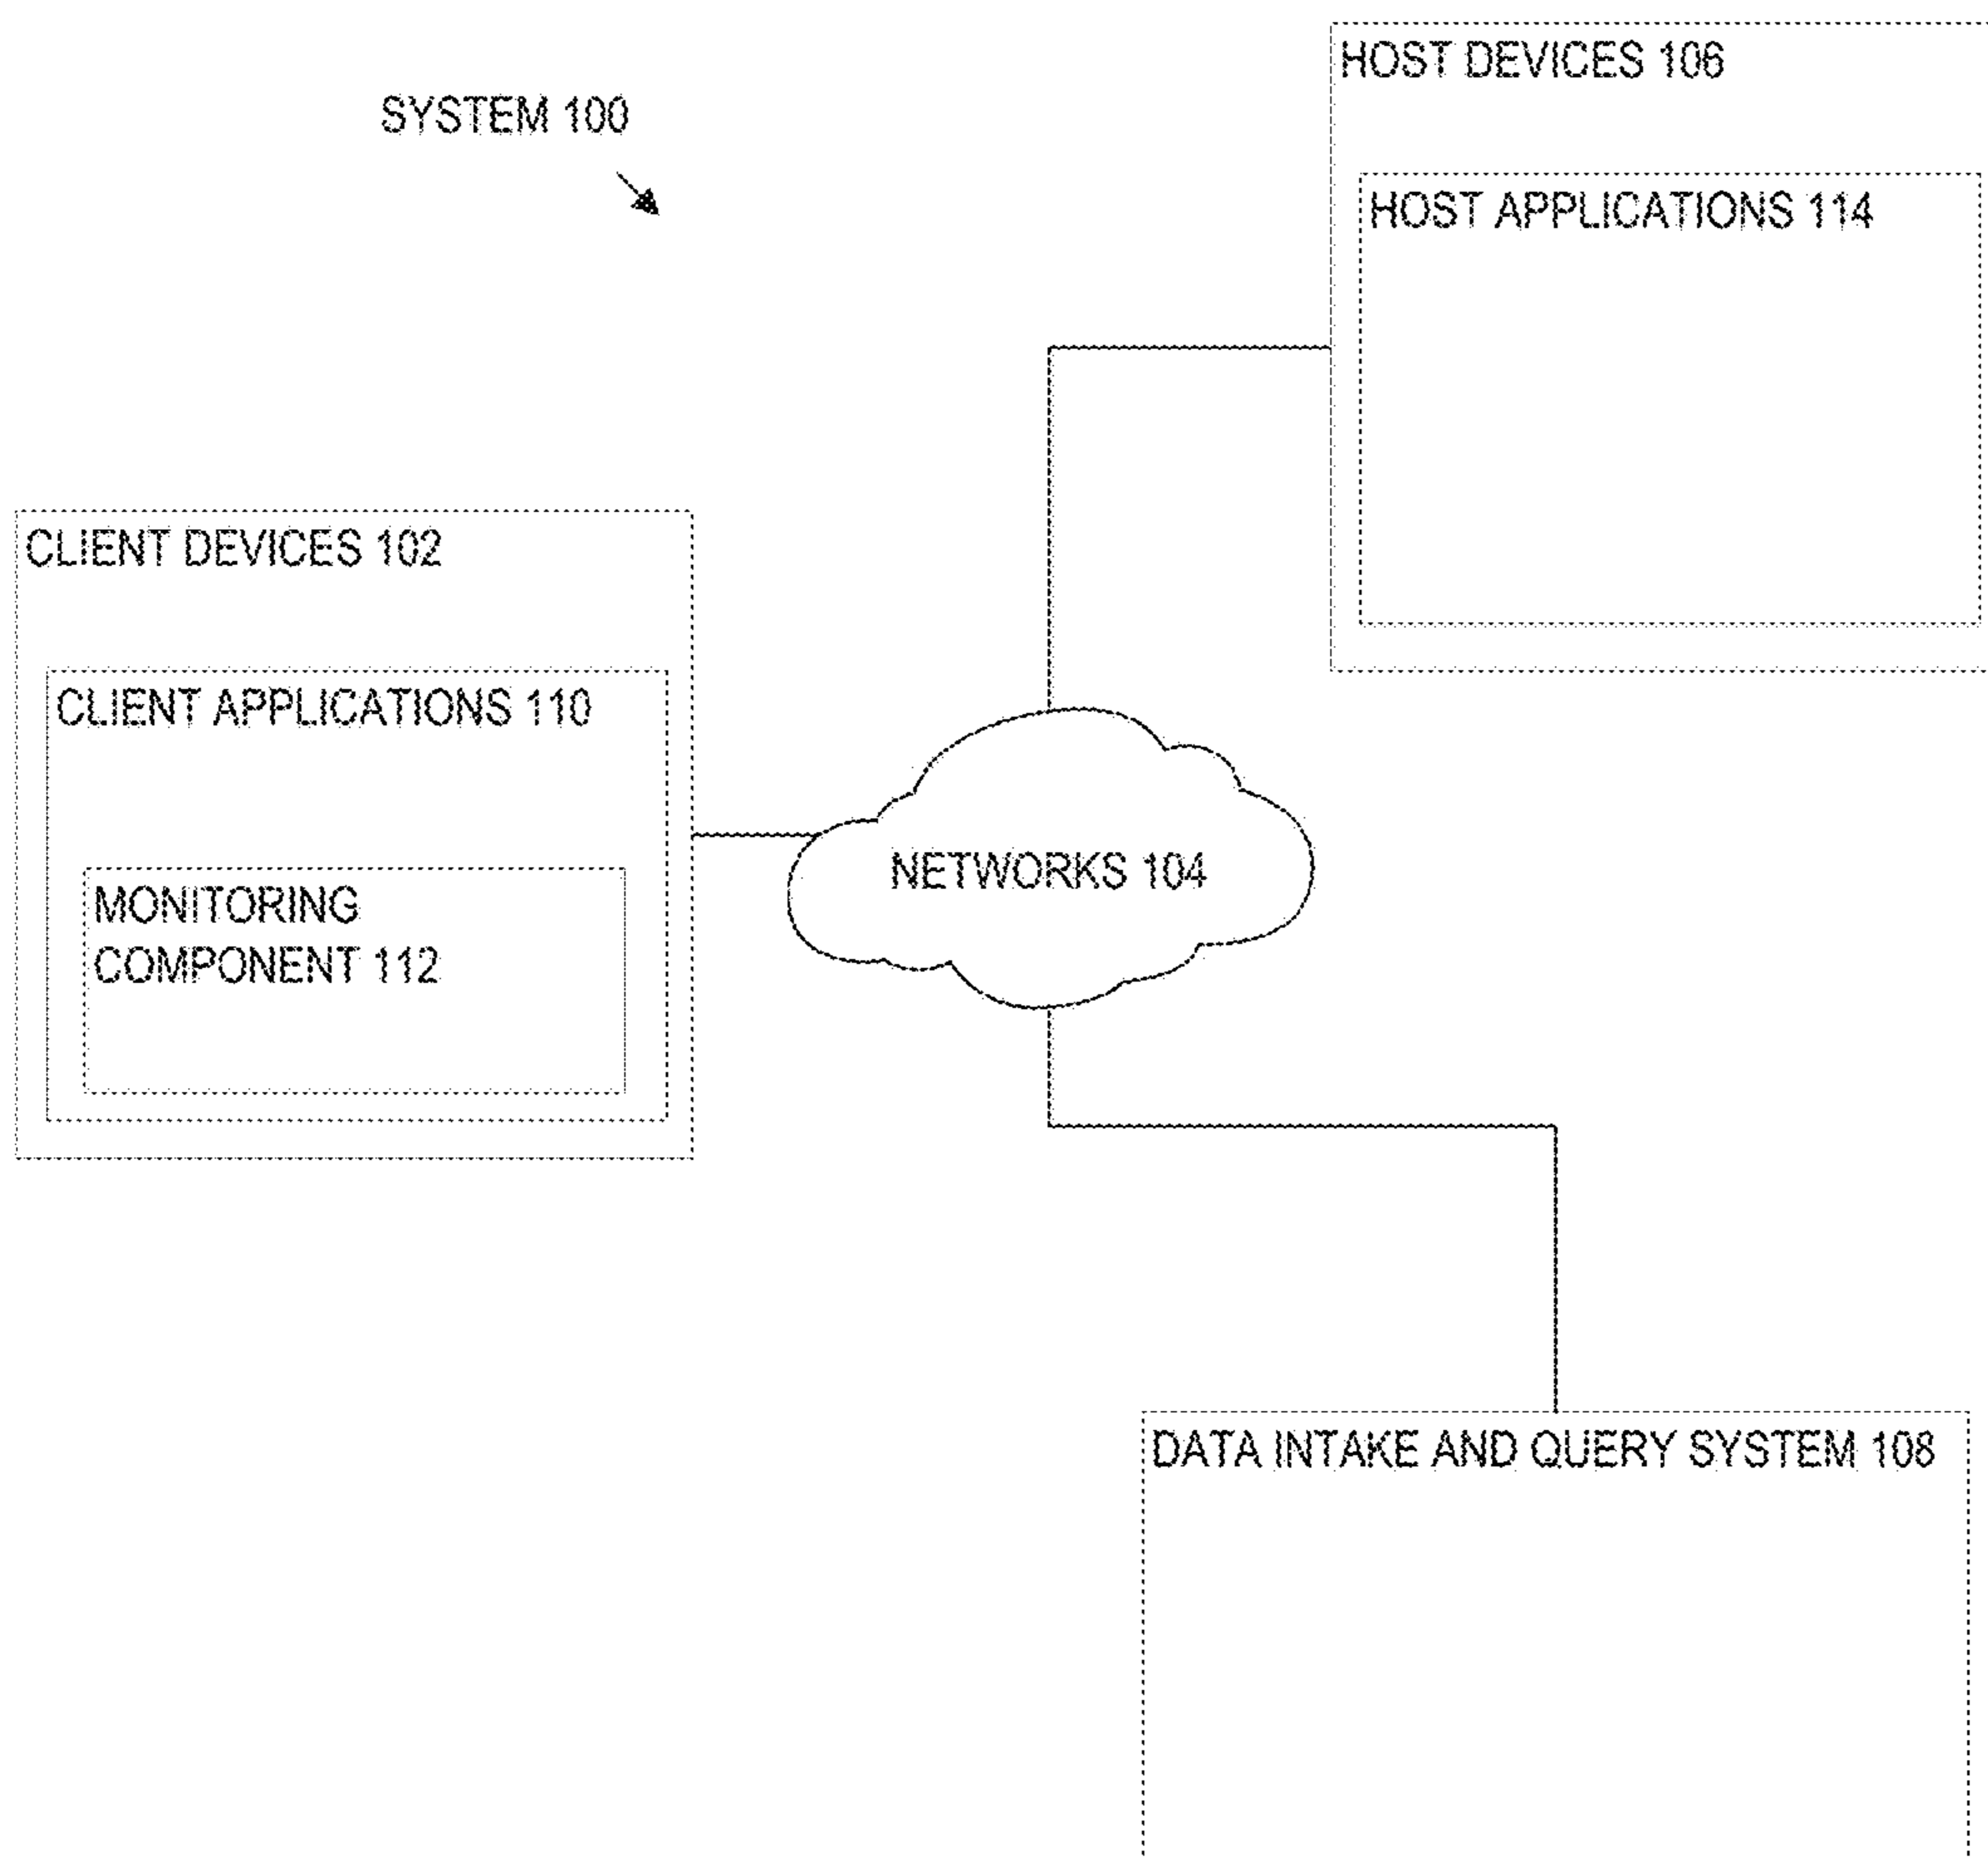 SYSTEM 100
HOST DEVICES 106
HOST APPLICATIONS 114
CLIENT DEVICES 102
CLIENT APPLICATIONS 110
MONITORING
COMPONENT 112
NETWORKS 104
DATA INTAKE AND QUERY SYSTEM 108